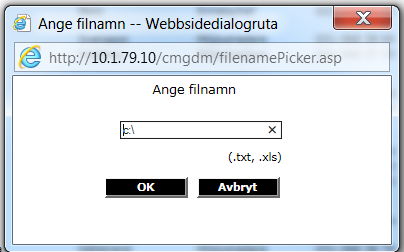 Ange filnamn -- Webbsidedialogruta
http://10.1.79.10/cmgdm/filenamePicker.asp
Ange filnamn
c:\
(.txt, .xls)
OK Avbryt